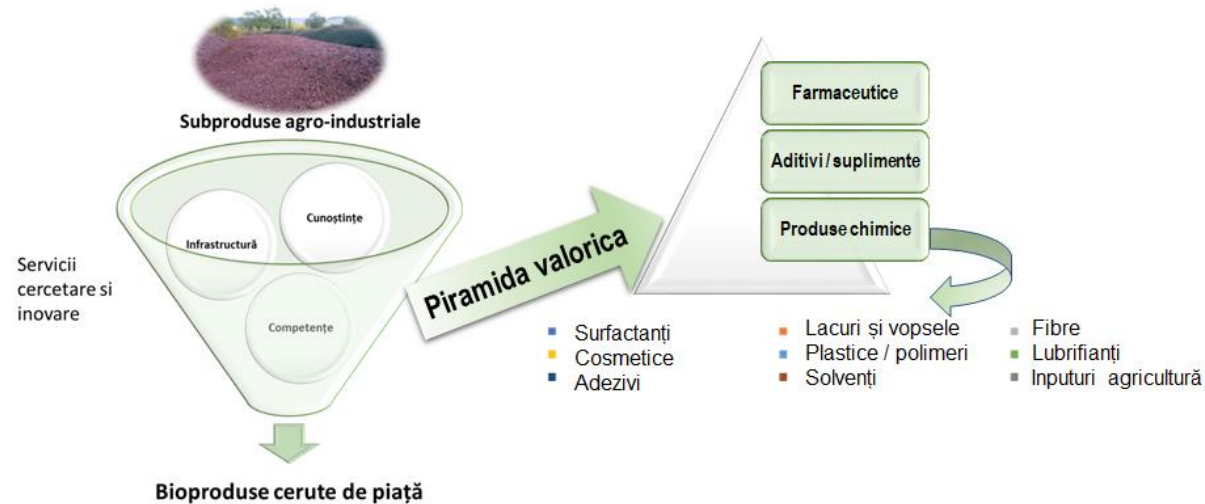 Subproduse agro-industriale
Cunoștințe
Infrastructură
Competențe
Servicii
cercetare si
inovare
Bioproduse cerute de piață
Piramida valorica
Farmaceutice
Aditivi / suplimente
Produse chimice
Surfactanți
Cosmetice
Adezivi
Lacuri și vopsele
Plastice / polimeri
Solvenți
Fibre
Lubrifianți
Inputuri agricultură